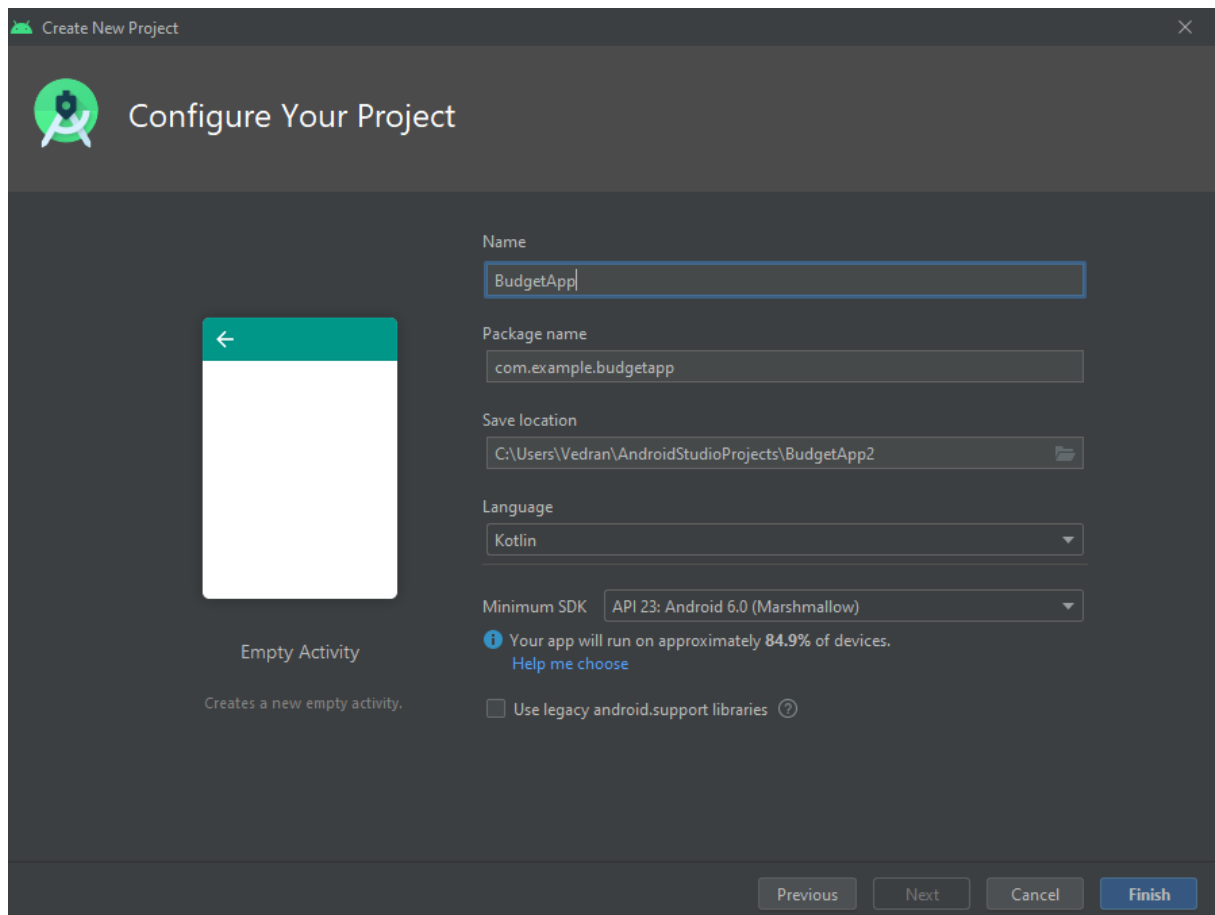 Create New Project
Configure Your Project
Name
BudgetApp
Package name
com.example.budgetapp
Save location
C:\Users\Vedran\AndroidStudioProjects\BudgetApp2
Language
Kotlin
Minimum SDK API 23: Android 6.0 (Marshmallow)
Your app will run on approximately 84.9% of devices.
Help me choose
Use legacy android.support libraries ?
Empty Activity
Creates a new empty activity.
Previous Next Cancel Finish